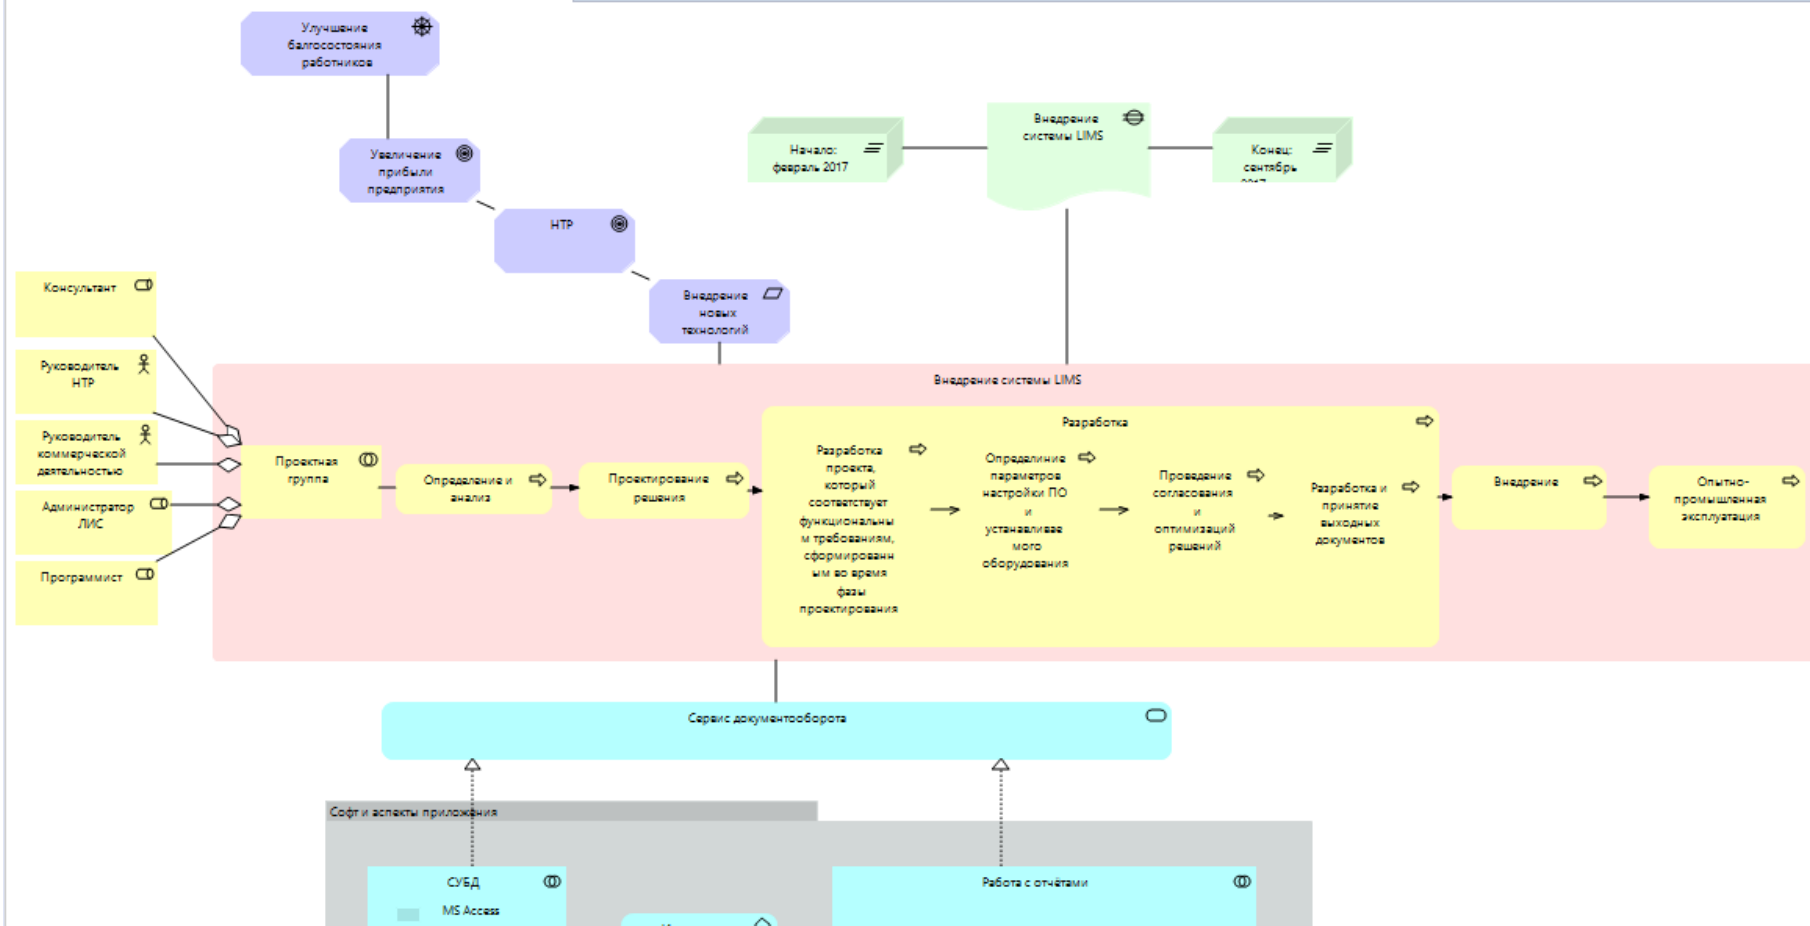 Улучшение
балгосостояния
работников
Увеличение
прибыли
предприятия
НТР
Внедрение
новых
технологий
Начало:
февраль 2017
Внедрение
системы LIMS
Конец:
сентябрь
2017
Консультант
Руководитель
НТР
Руководитель
коммерческой
деятельностью
Администратор
ЛИС
Программист
Внедрение системы LIMS
Проектная
группа
Определение и
анализ
Проектирование
решения
Разработка
Разработка
проекта,
который
соответствует
функциональны
м требованиям,
сформированн
ым во время
фазы
проектирования
Определиние
параметров
настройки ПО
и
устанавливае
мого
оборудования
Проведение
согласования
и
оптимизаций
решений
Разработка и
принятие
выходных
документов
Внедрение
Опытно-
промышленная
эксплуатация
Сервис документооборота
Софт и аспекты приложения
СУБД
MS Access
Работа с отчётами